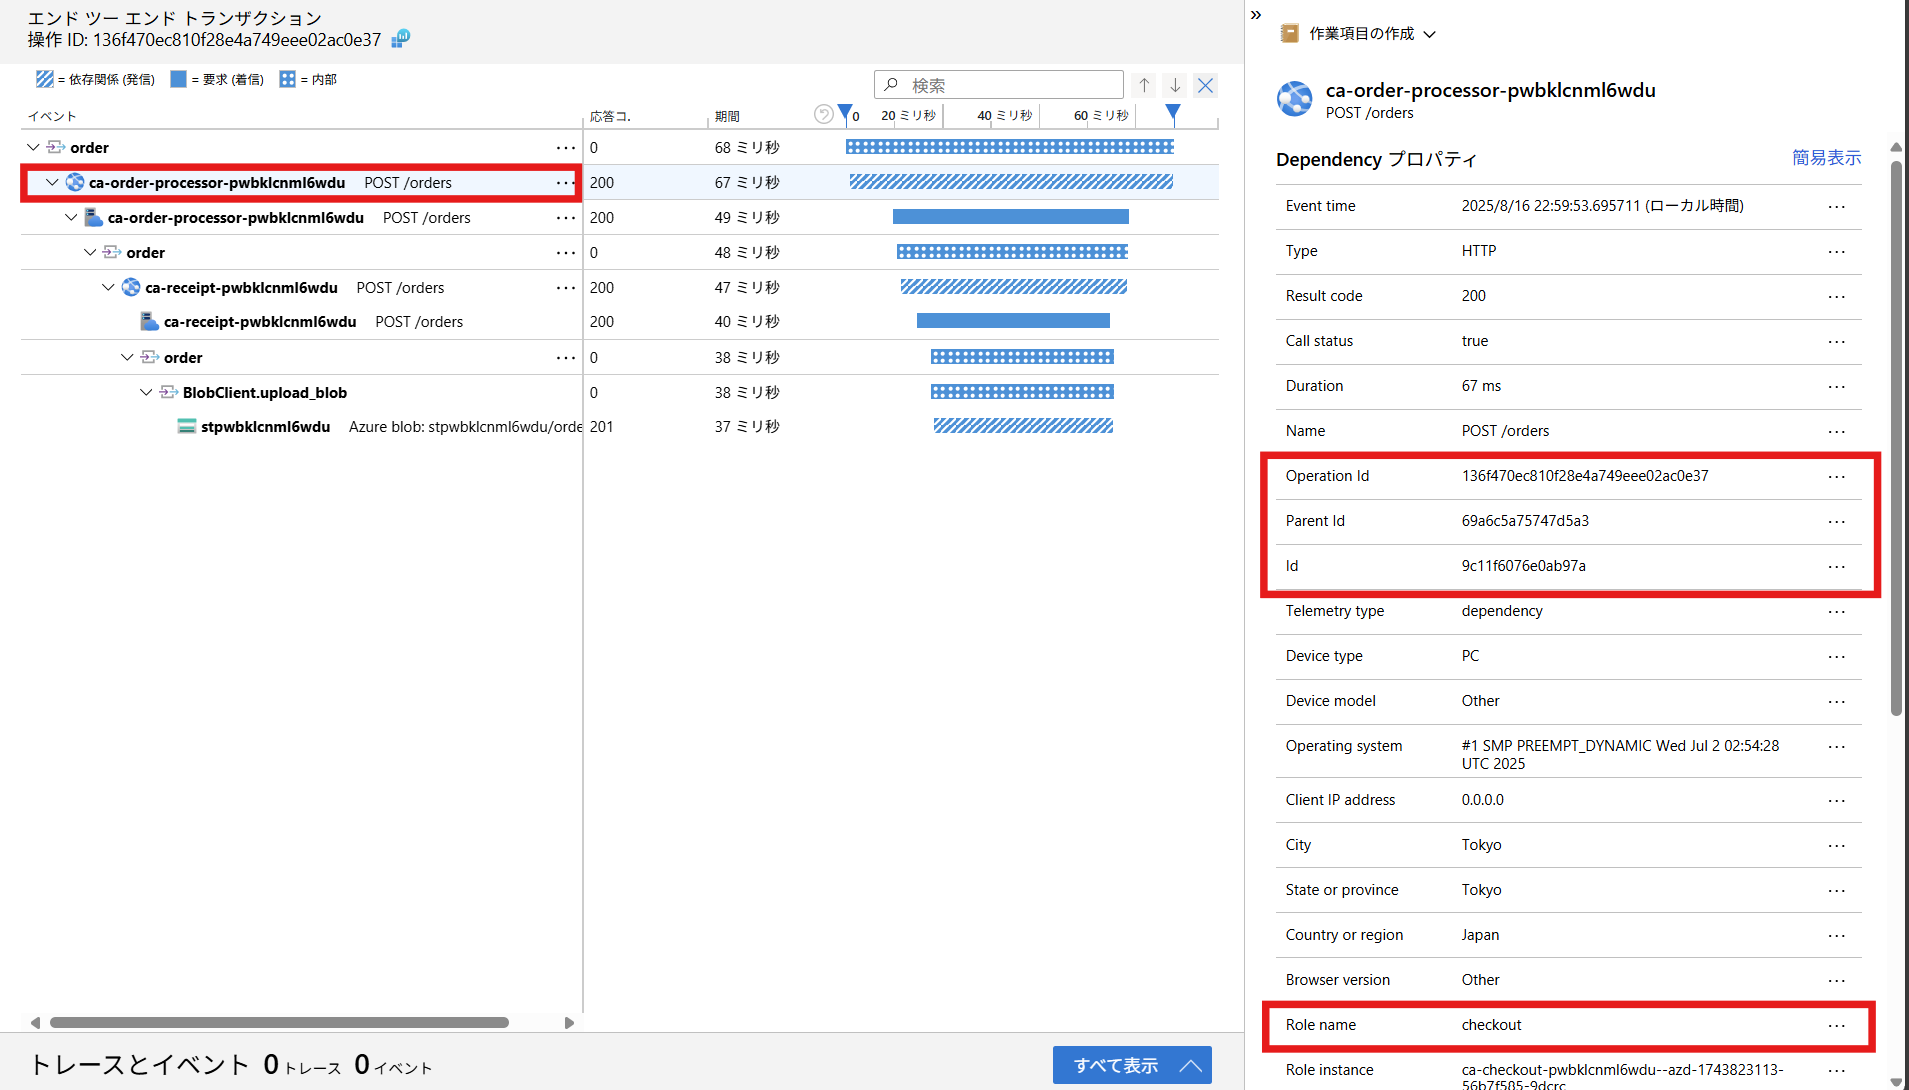 エンド ツー エンド トランザクション
操作 ID: 136f470ec810f28e4a749eee02ac0e37
= 依存関係 (発信) = 要求 (着信) = 内部
検索
イベント 応答コ. 期間 0 20 ミリ秒 40 ミリ秒 60 ミリ秒
order ... 0 68 ミリ秒
ca-order-processor-pwbklcnml6wdu POST /orders ... 200 67 ミリ秒
ca-order-processor-pwbklcnml6wdu POST /orders ... 200 49 ミリ秒
order ... 0 48 ミリ秒
ca-receipt-pwbklcnml6wdu POST /orders ... 200 47 ミリ秒
ca-receipt-pwbklcnml6wdu POST /orders 200 40 ミリ秒
order ... 0 38 ミリ秒
BlobClient.upload_blob 0 38 ミリ秒
stpwbklcnml6wdu Azure blob: stpwbklcnml6wdu/orde 201 37 ミリ秒
トレースとイベント 0 トレース 0 イベント
すべて表示
»
作業項目の作成
ca-order-processor-pwbklcnml6wdu
POST /orders
Dependency プロパティ 簡易表示
Event time 2025/8/16 22:59:53.695711 (ローカル時間) ...
Type HTTP ...
Result code 200 ...
Call status true ...
Duration 67 ms ...
Name POST /orders ...
Operation Id 136f470ec810f28e4a749eee02ac0e37 ...
Parent Id 69a6c5a75747d5a3 ...
Id 9c11f6076e0ab97a ...
Telemetry type dependency ...
Device type PC ...
Device model Other ...
Operating system #1 SMP PREEMPT_DYNAMIC Wed Jul 2 02:54:28 ...
UTC 2025
Client IP address 0.0.0.0 ...
City Tokyo ...
State or province Tokyo ...
Country or region Japan ...
Browser version Other ...
Role name checkout ...
Role instance ca-checkout-pwbklcnml6wdu--azd-1743823113- ...
56b7f585-9dcrc